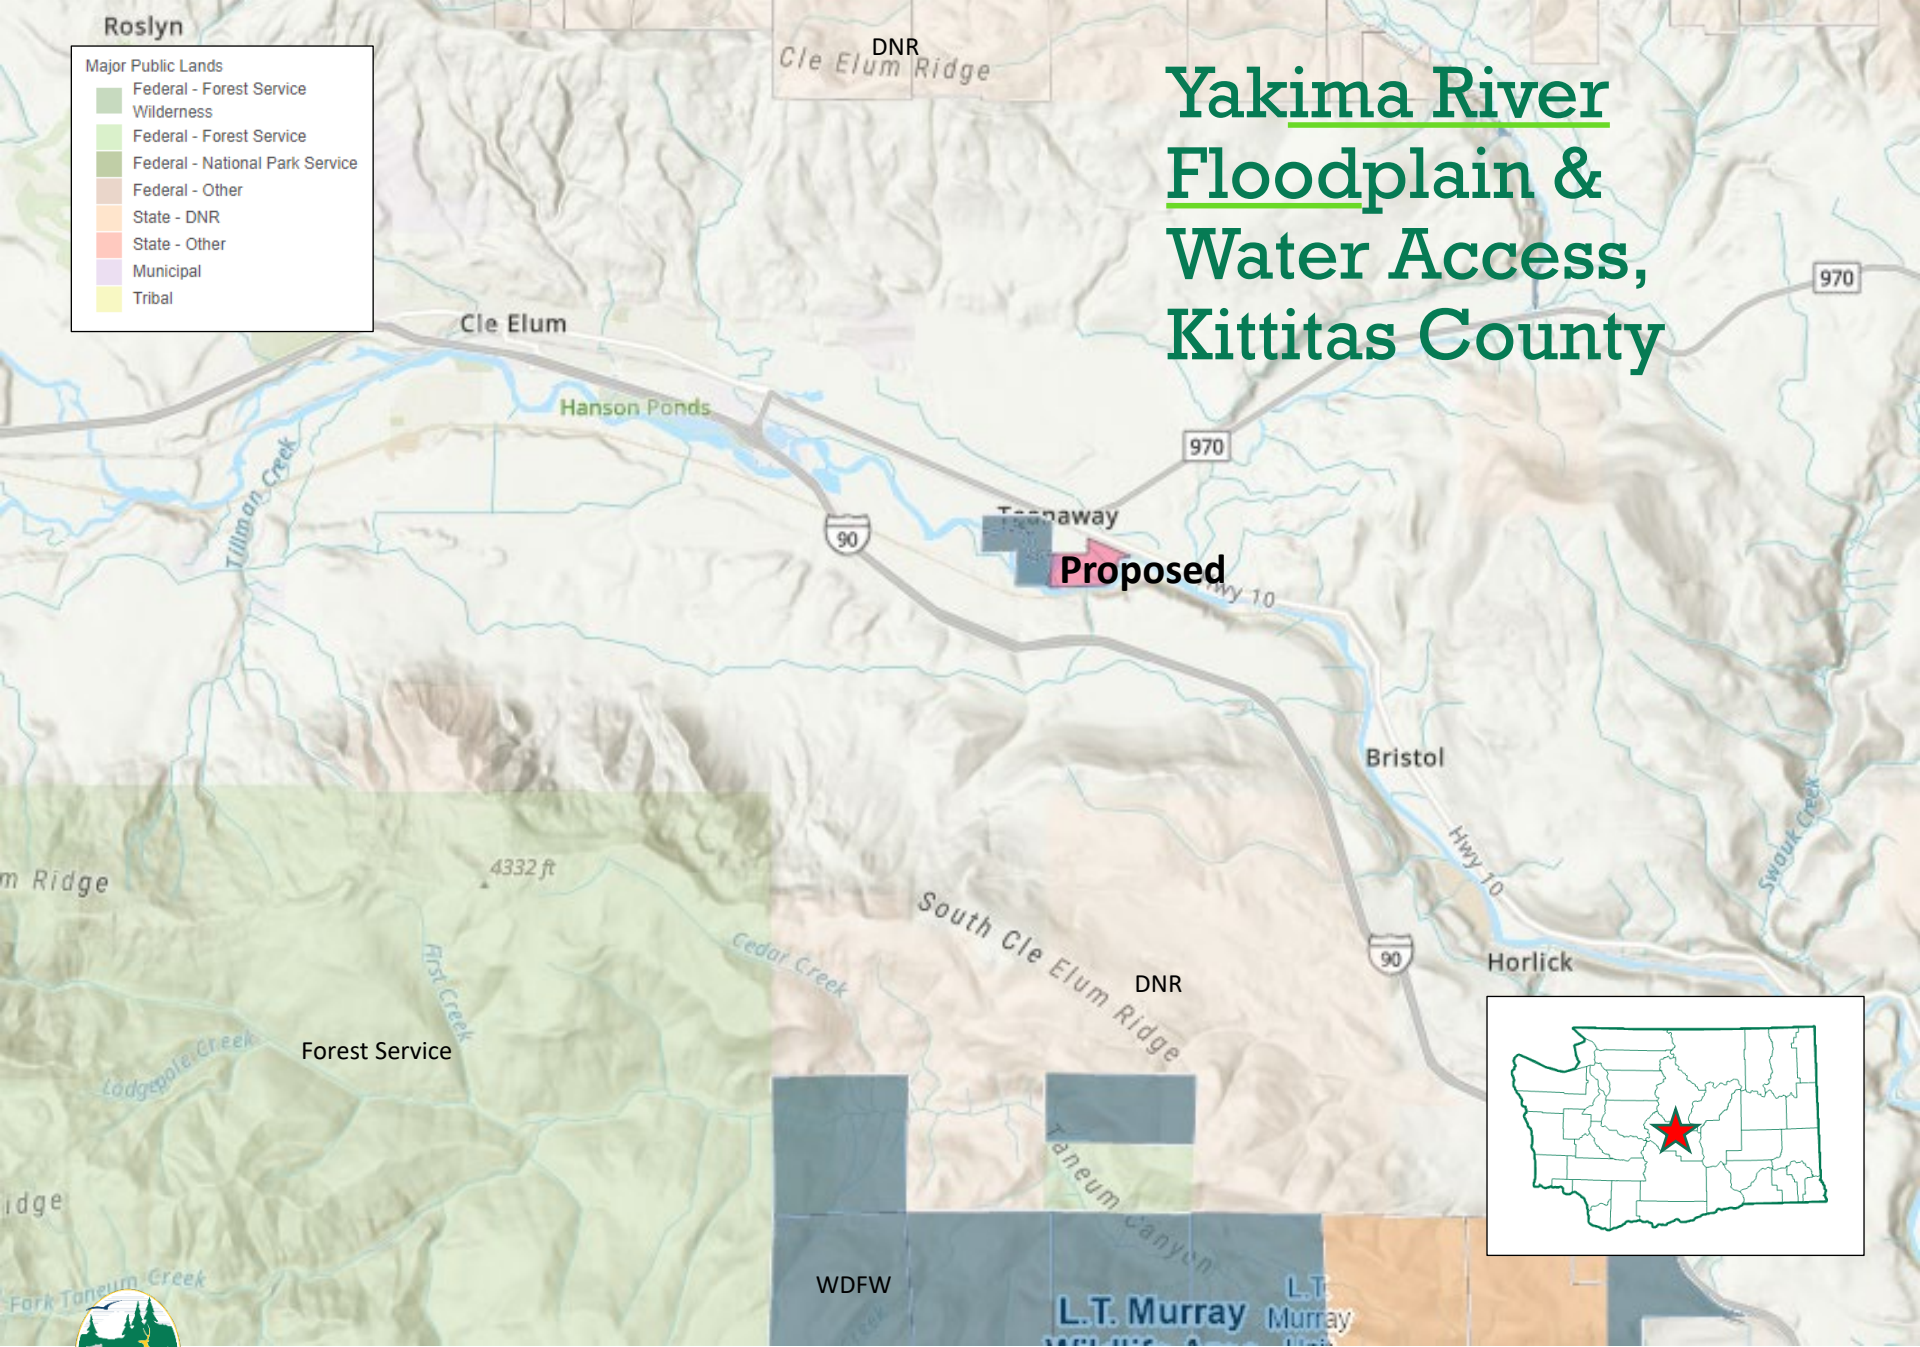 Roslyn
Major Public Lands
Federal - Forest Service
Wilderness
Federal - Forest Service
Federal - National Park Service
Federal - Other
State - DNR
State - Other
Municipal
Tribal
DNR
Cle Elum Ridge
Yakima River
Floodplain &
Water Access,
Kittitas County
970
Cle Elum
Hanson Ponds
970
Tillman Creek
90
Teanaway
Proposed
Hwy 10
Bristol
Hwy 10
Swauk Creek
m Ridge
4332 ft
First Creek
Cedar Creek
South Cle Elum Ridge
DNR
90
Horlick
Forest Service
Lodgepole Creek
Taneum Canyon
idge
Fork Taneum Creek
WDFW
L.T. Murray
L.T.
Murray